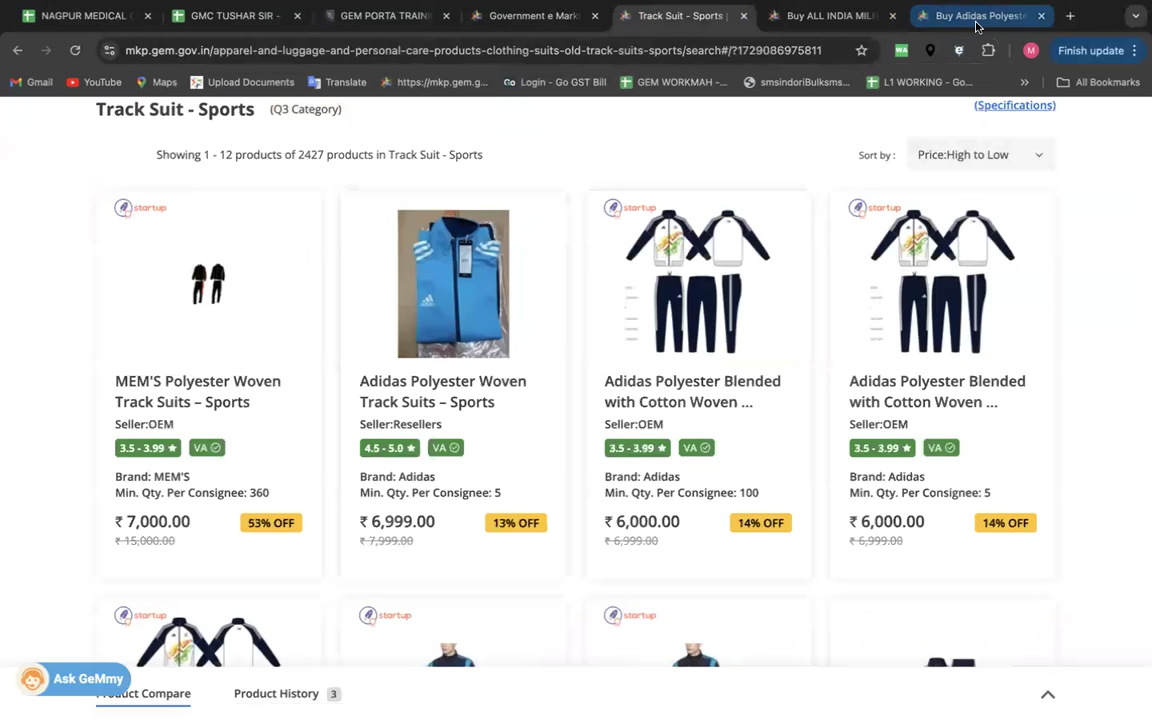 NAGPUR MEDICAL
GMC TUSHAR SIR -
GEM PORTA TRAINI
Government e Mark
Track Suit - Sports |
Buy ALL INDIA MIL
Buy Adidas Polyeste
mkp.gem.gov.in/apparel-and-luggage-and-personal-care-products-clothing-suits-old-track-suits-sports/search#/?1729086975811
WA
M
Finish update
Gmail
YouTube
Maps
Upload Documents
Translate
https://mkp.gem.g...
Login - Go GST Bill
GEM WORKMAH -...
smsindoriBulksms...
L1 WORKING - Go...
»
All Bookmarks
Track Suit - Sports (Q3 Category)
(Specifications)
Showing 1 - 12 products of 2427 products in Track Suit - Sports
Sort by :
Price:High to Low
startup
MEM'S Polyester Woven
Track Suits – Sports
Seller:OEM
3.5 - 3.99 ★ VA
Brand: MEM'S
Min. Qty. Per Consignee: 360
₹ 7,000.00 53% OFF
₹ 15,000.00
Adidas Polyester Woven
Track Suits – Sports
Seller:Resellers
4.5 - 5.0 ★ VA
Brand: Adidas
Min. Qty. Per Consignee: 5
₹ 6,999.00 13% OFF
₹ 7,999.00
startup
Adidas Polyester Blended
with Cotton Woven ...
Seller:OEM
3.5 - 3.99 ★ VA
Brand: Adidas
Min. Qty. Per Consignee: 100
₹ 6,000.00 14% OFF
₹ 6,999.00
startup
Adidas Polyester Blended
with Cotton Woven ...
Seller:OEM
3.5 - 3.99 ★ VA
Brand: Adidas
Min. Qty. Per Consignee: 5
₹ 6,000.00 14% OFF
₹ 6,999.00
startup
startup
startup
Ask GeMmy
Product Compare
Product History 3